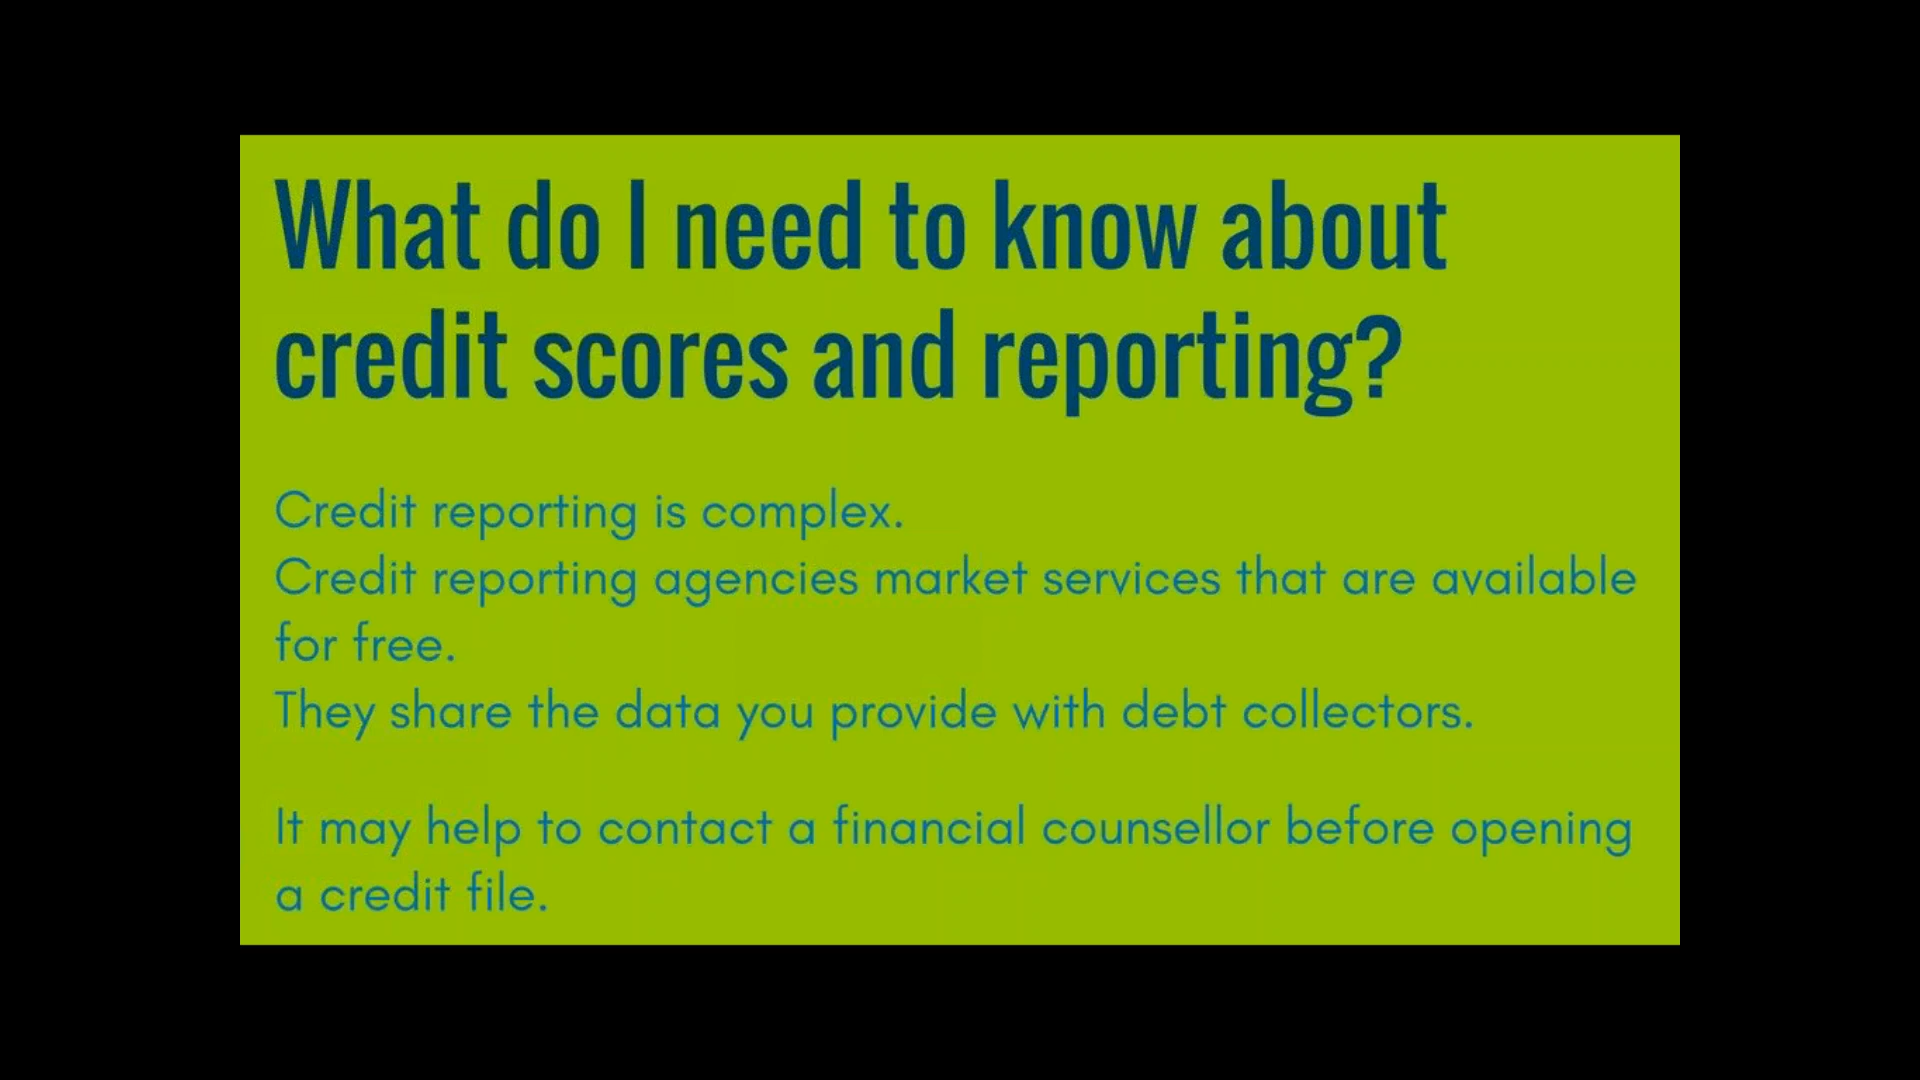 What do I need to know about
credit scores and reporting?
Credit reporting is complex.
Credit reporting agencies market services that are available
for free.
They share the data you provide with debt collectors.
It may help to contact a financial counsellor before opening
a credit file.